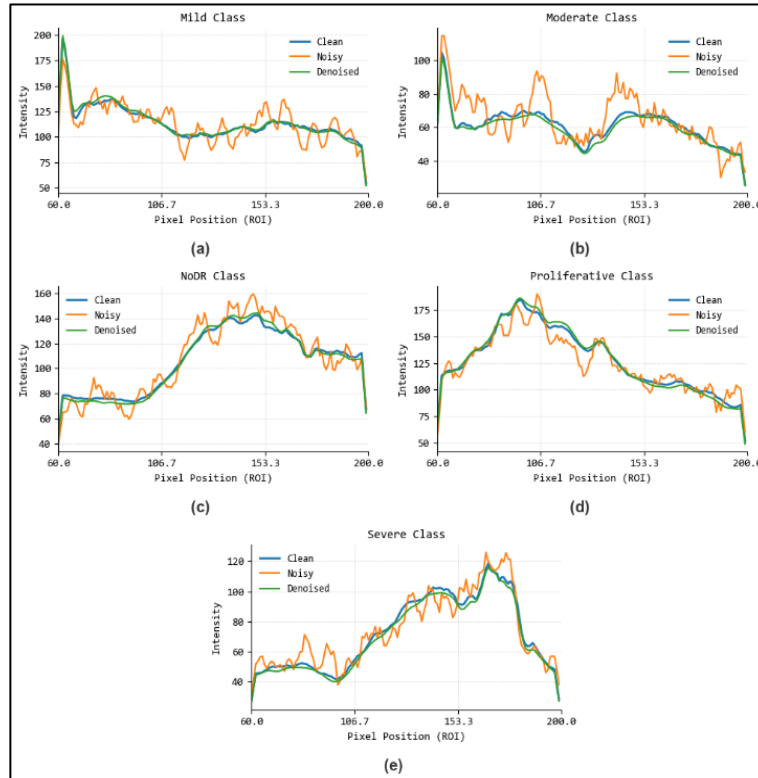 Mild Class
200
175
150
125
100
75
50
Intensity
Clean
Noisy
Denoised
60.0 106.7 153.3 200.0
Pixel Position (ROI)
(a)
Moderate Class
100
80
60
40
Intensity
Clean
Noisy
Denoised
60.0 106.7 153.3 200.0
Pixel Position (ROI)
(b)
NoDR Class
160
140
120
100
80
60
40
Intensity
Clean
Noisy
Denoised
60.0 106.7 153.3 200.0
Pixel Position (ROI)
(c)
Proliferative Class
175
150
125
100
75
50
Intensity
Clean
Noisy
Denoised
60.0 106.7 153.3 200.0
Pixel Position (ROI)
(d)
Severe Class
120
100
80
60
40
Intensity
Clean
Noisy
Denoised
60.0 106.7 153.3 200.0
Pixel Position (ROI)
(e)